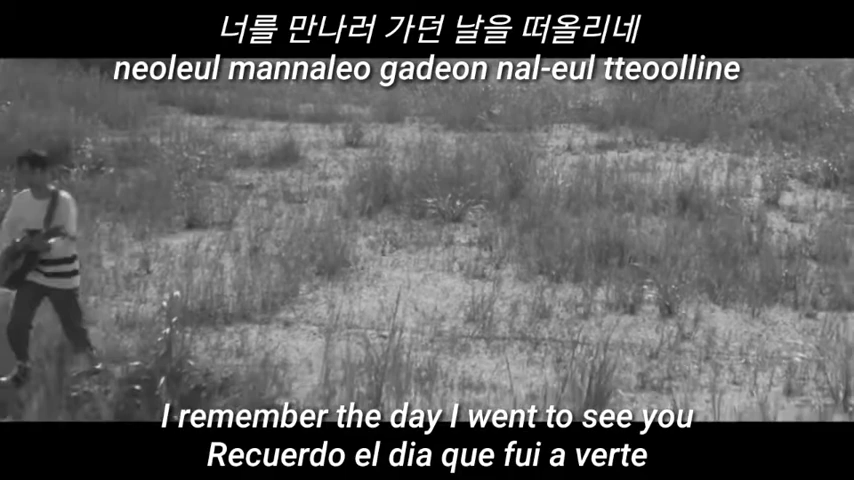 너를 만나러 가던 날을 떠올리네
neoleul mannaleo gadeon nal-eul tteoolline
I remember the day I went to see you
Recuerdo el dia que fui a verte